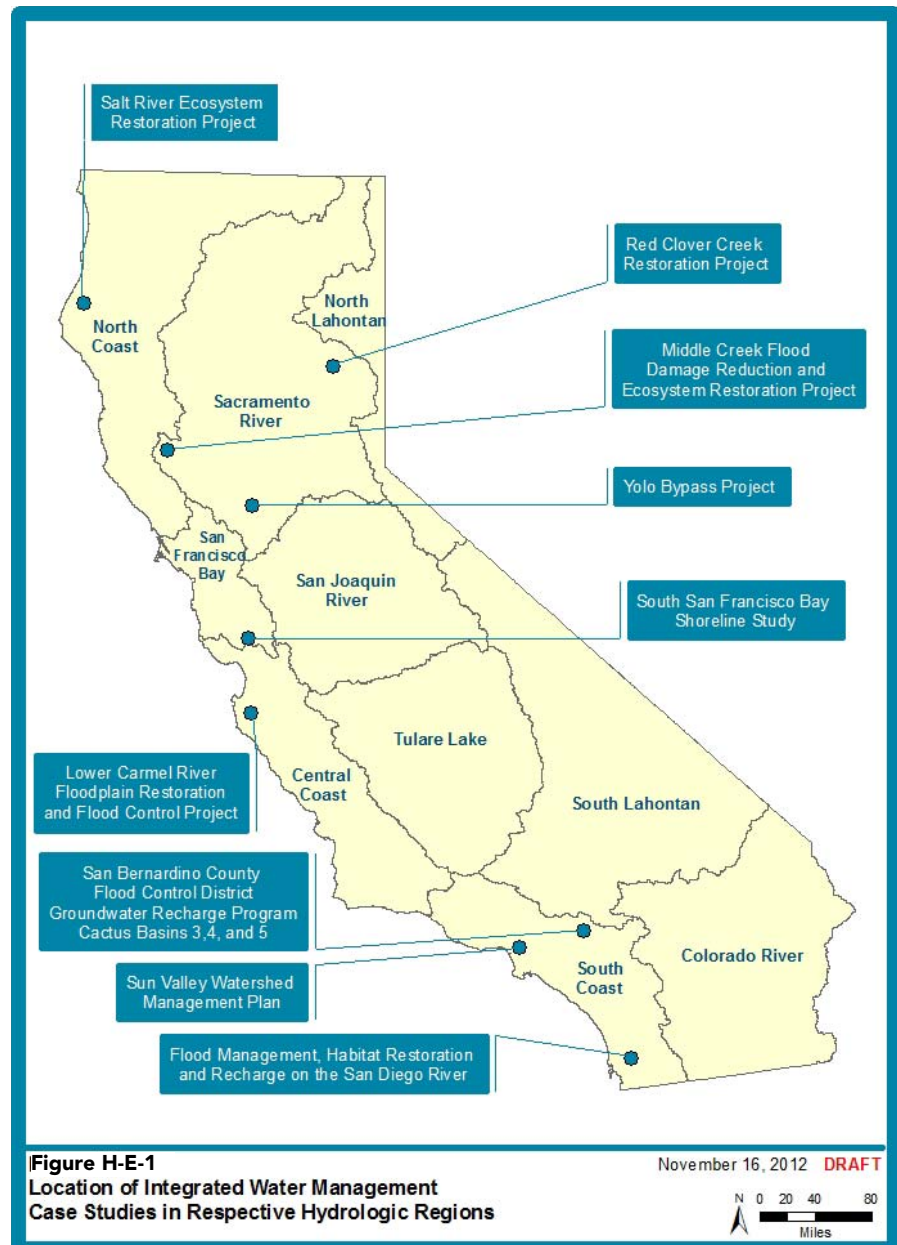 Salt River Ecosystem
Restoration Project
Red Clover Creek
Restoration Project
North
Lahontan
North
Coast
Middle Creek Flood
Damage Reduction and
Ecosystem Restoration Project
Sacramento
River
Yolo Bypass Project
San
Francisco
Bay
San Joaquin
River
South San Francisco Bay
Shoreline Study
Tulare Lake
Lower Carmel River
Floodplain Restoration
and Flood Control Project
Central
Coast
South Lahontan
San Bernardino County
Flood Control District
Groundwater Recharge Program
Cactus Basins 3,4, and 5
Colorado River
South
Coast
Sun Valley Watershed
Management Plan
Flood Management, Habitat Restoration
and Recharge on the San Diego River
Figure H-E-1
November 16, 2012 DRAFT
Location of Integrated Water Management
Case Studies in Respective Hydrologic Regions
N 0 20 40 80
Miles